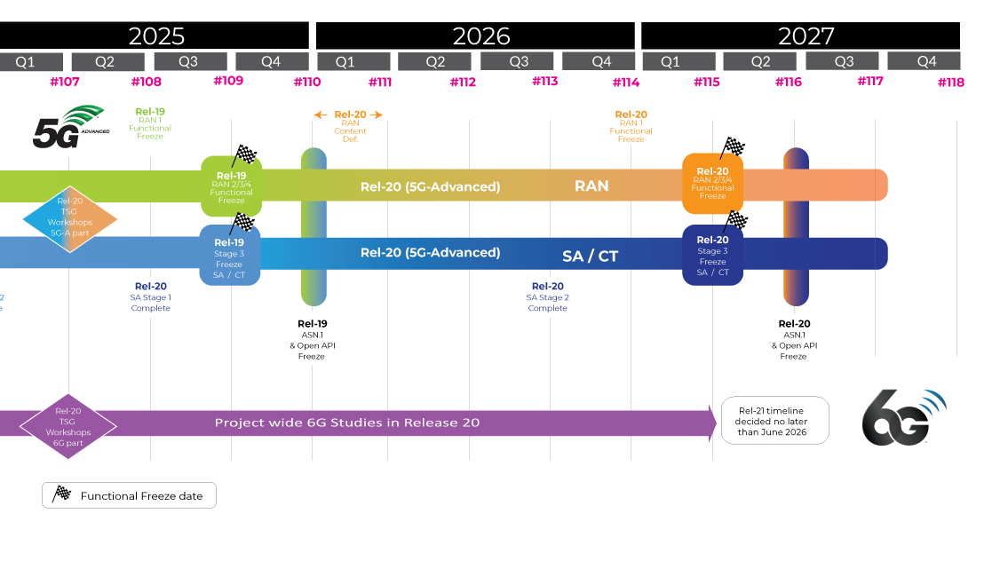 2025 2026 2027
Q1 Q2 Q3 Q4 Q1 Q2 Q3 Q4 Q1 Q2 Q3 Q4
#107 #108 #109 #110 #111 #112 #113 #114 #115 #116 #117 #118
5G ADVANCED
Rel-19
RAN 1
Functional
Freeze
Rel-20
RAN
Content
Def.
Rel-20
RAN 1
Functional
Freeze
Rel-19
RAN 2/3/4
Functional
Freeze
Rel-20 (5G-Advanced)
RAN
Rel-20
RAN 2/3/4
Functional
Freeze
Rel-20
TSG
Workshops
5G-A part
Rel-19
Stage 3
Freeze
SA / CT
Rel-20 (5G-Advanced)
SA / CT
Rel-20
Stage 3
Freeze
SA / CT
2
e
Rel-20
SA Stage 1
Complete
Rel-20
SA Stage 2
Complete
Rel-19
ASN.1
& Open API
Freeze
Rel-20
ASN.1
& Open API
Freeze
Rel-20
TSG
Workshops
6G part
Project wide 6G Studies in Release 20
Rel-21 timeline
decided no later
than June 2026
6G
Functional Freeze date